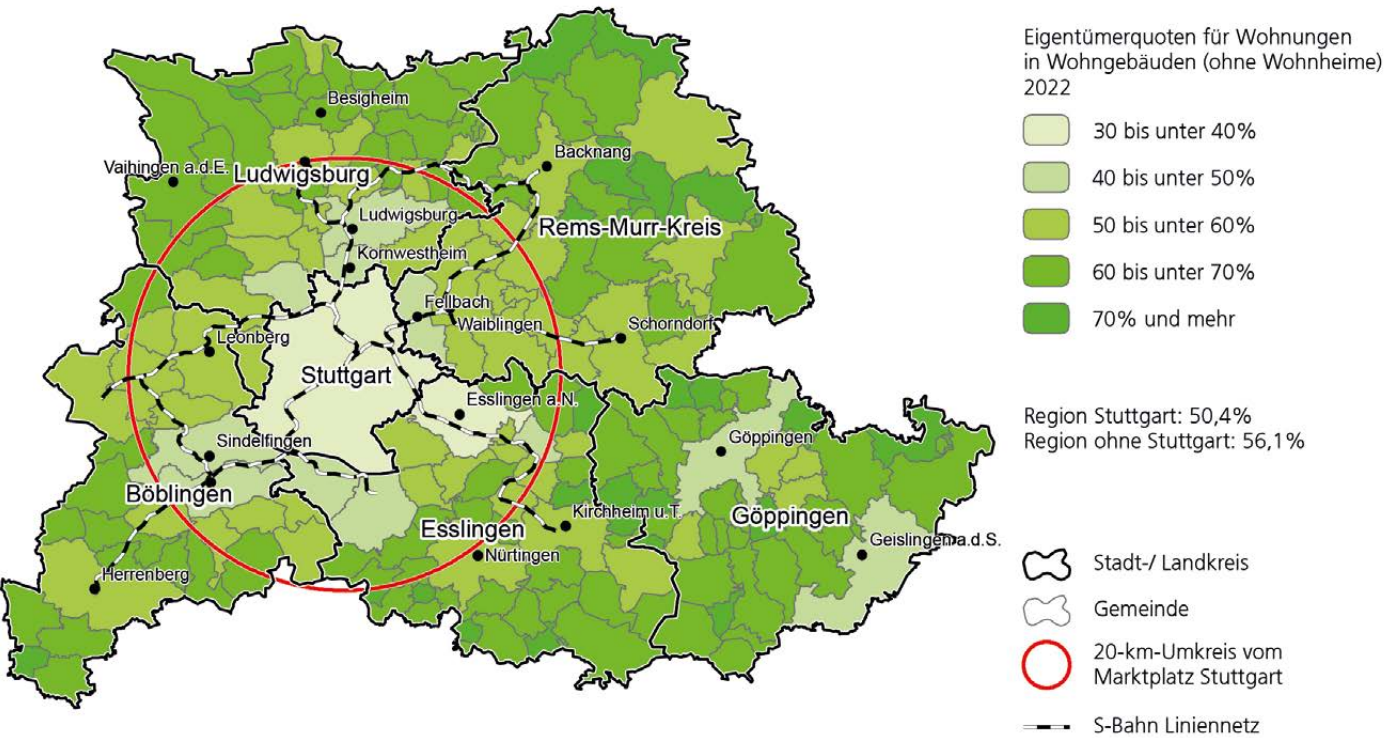 Besigheim
Backnang
Vaihingen a.d.E.
Ludwigsburg
Ludwigsburg
Rems-Murr-Kreis
Kornwestheim
Fellbach
Waiblingen
Schorndorf
Leonberg
Stuttgart
Esslingen a.N.
Sindelfingen
Göppingen
Böblingen
Esslingen
Kirchheim u.T.
Göppingen
Geislingen a.d.S.
Nürtingen
Herrenberg
Eigentümerquoten für Wohnungen
in Wohngebäuden (ohne Wohnheime)
2022
30 bis unter 40%
40 bis unter 50%
50 bis unter 60%
60 bis unter 70%
70% und mehr
Region Stuttgart: 50,4%
Region ohne Stuttgart: 56,1%
Stadt-/ Landkreis
Gemeinde
20-km-Umkreis vom
Marktplatz Stuttgart
S-Bahn Liniennetz